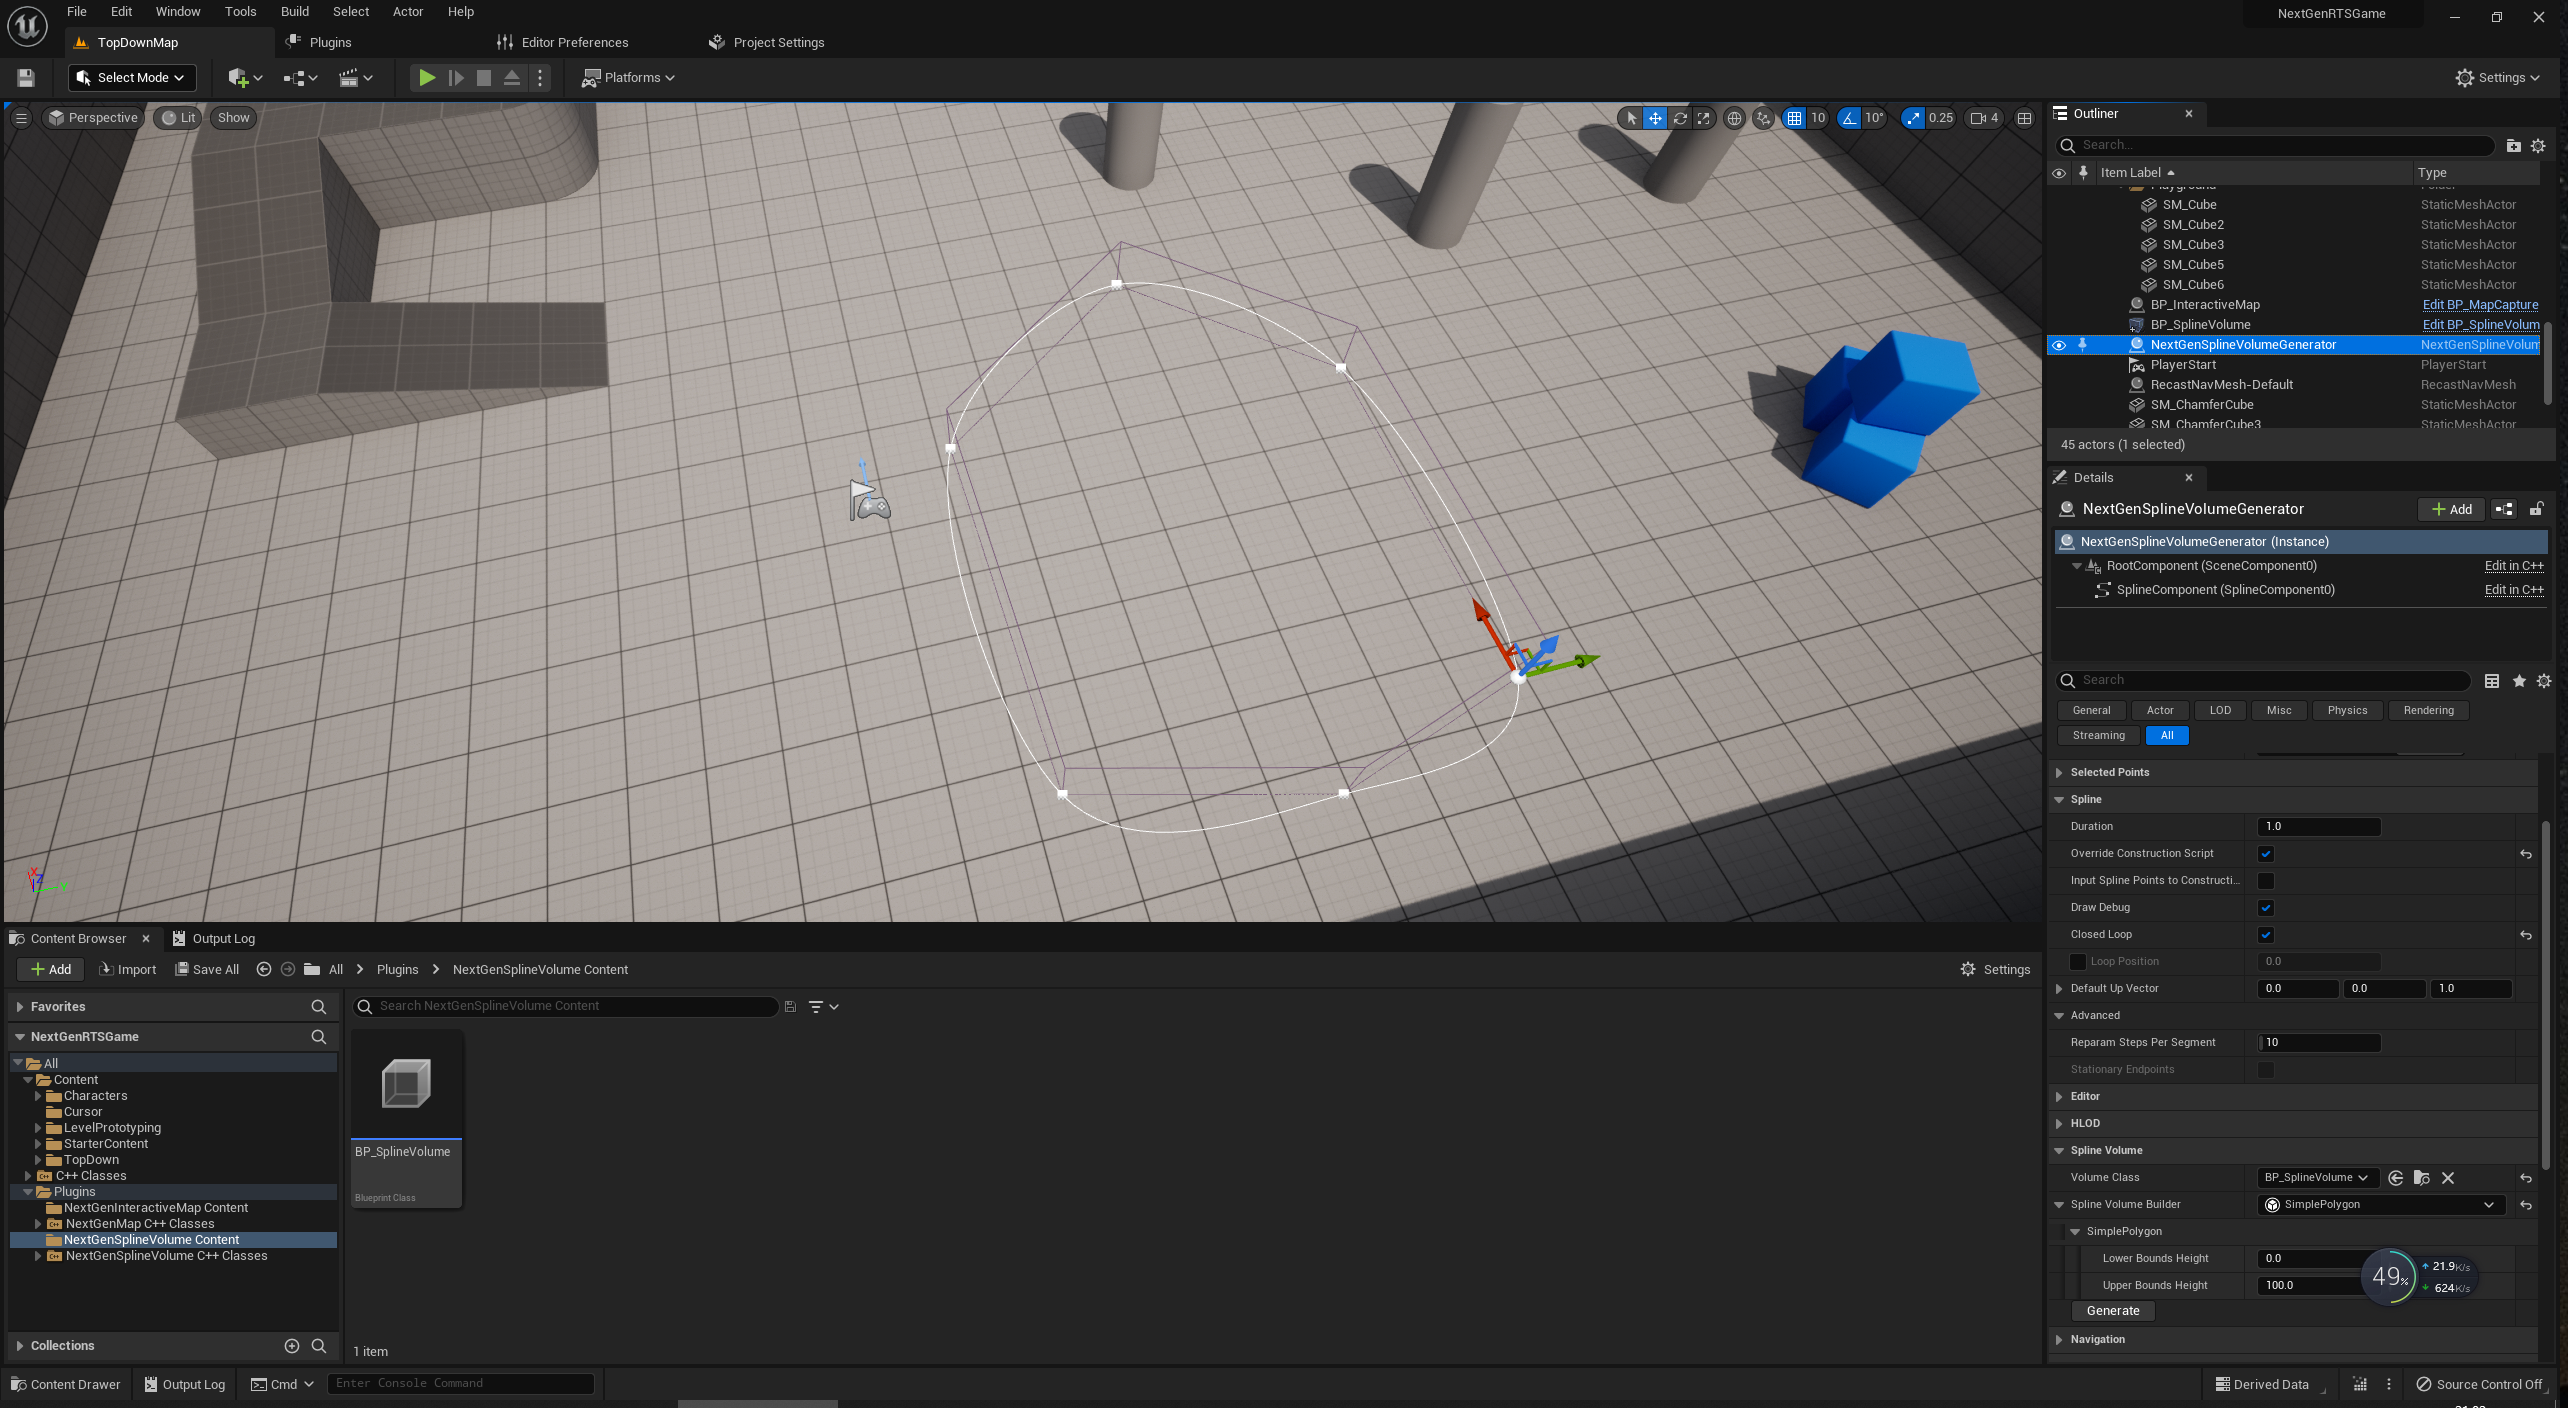 File Edit Window Tools Build Select Actor Help
NextGenRTSGame
TopDownMap
Plugins
Editor Preferences
Project Settings
Select Mode
Platforms
Settings
Perspective
Lit
Show
10
10°
0.25
4
X
Z
Y
Outliner
Search...
Item Label
Type
Playground
Folder
SM_Cube StaticMeshActor
SM_Cube2 StaticMeshActor
SM_Cube3 StaticMeshActor
SM_Cube5 StaticMeshActor
SM_Cube6 StaticMeshActor
BP_InteractiveMap Edit BP_MapCapture
BP_SplineVolume Edit BP_SplineVolum
NextGenSplineVolumeGenerator NextGenSplineVolum
PlayerStart PlayerStart
RecastNavMesh-Default RecastNavMesh
SM_ChamferCube StaticMeshActor
SM_ChamferCube3 StaticMeshActor
45 actors (1 selected)
Details
NextGenSplineVolumeGenerator
Add
NextGenSplineVolumeGenerator (Instance)
RootComponent (SceneComponent0) Edit in C++
SplineComponent (SplineComponent0) Edit in C++
Search
General Actor LOD Misc Physics Rendering
Streaming All
Selected Points
Spline
Duration 1.0
Override Construction Script
Input Spline Points to Constructi...
Draw Debug
Closed Loop
Loop Position 0.0
Default Up Vector 0.0 0.0 1.0
Advanced
Reparam Steps Per Segment 10
Stationary Endpoints
Editor
HLOD
Spline Volume
Volume Class BP_SplineVolume
Spline Volume Builder SimplePolygon
SimplePolygon
Lower Bounds Height 0.0
Upper Bounds Height 100.0
49%
21.9K/s
624K/s
Generate
Navigation
Content Browser
Output Log
Add
Import
Save All
All
Plugins
NextGenSplineVolume Content
Settings
Favorites
NextGenRTSGame
All
Content
Characters
Cursor
LevelPrototyping
StarterContent
TopDown
C++ Classes
Plugins
NextGenInteractiveMap Content
NextGenMap C++ Classes
NextGenSplineVolume Content
NextGenSplineVolume C++ Classes
Collections
Search NextGenSplineVolume Content
BP_SplineVolume
Blueprint Class
1 item
Content Drawer
Output Log
Cmd
Enter Console Command
Derived Data
Source Control Off